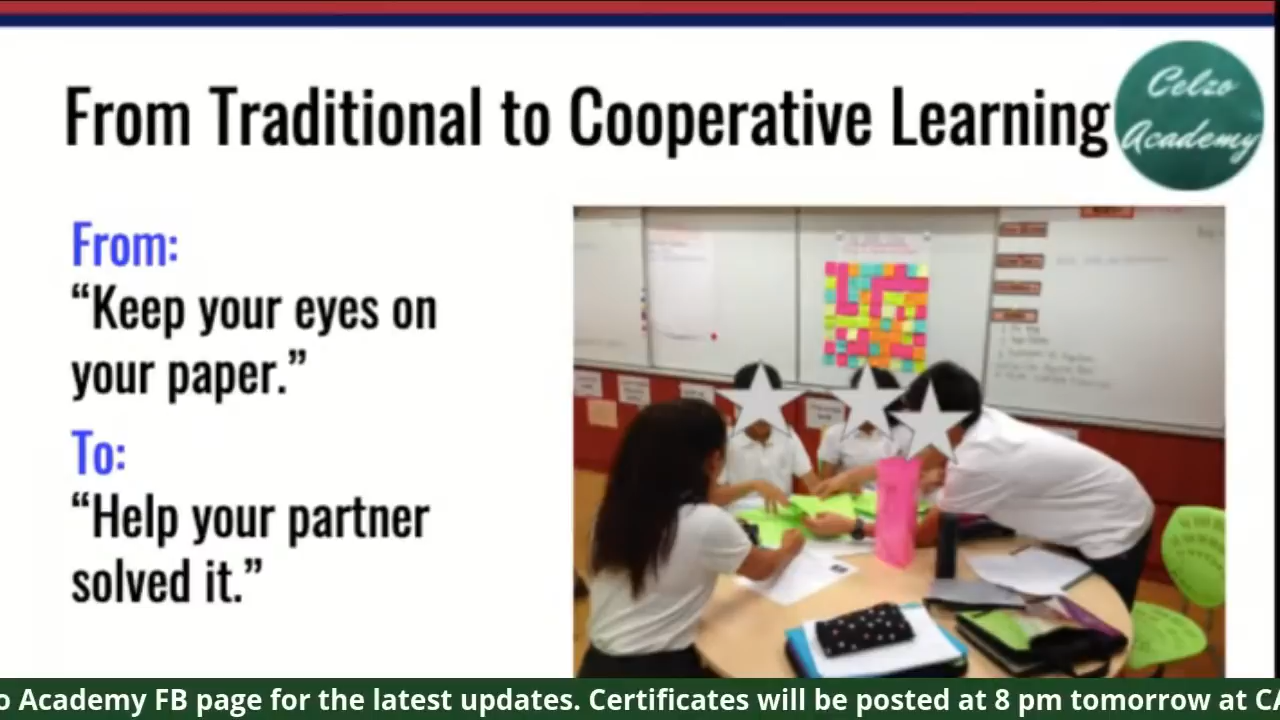 From Traditional to Cooperative Learning
Celzo
Academy
From:
“Keep your eyes on
your paper.”
To:
“Help your partner
solved it.”
o Academy FB page for the latest updates. Certificates will be posted at 8 pm tomorrow at CA